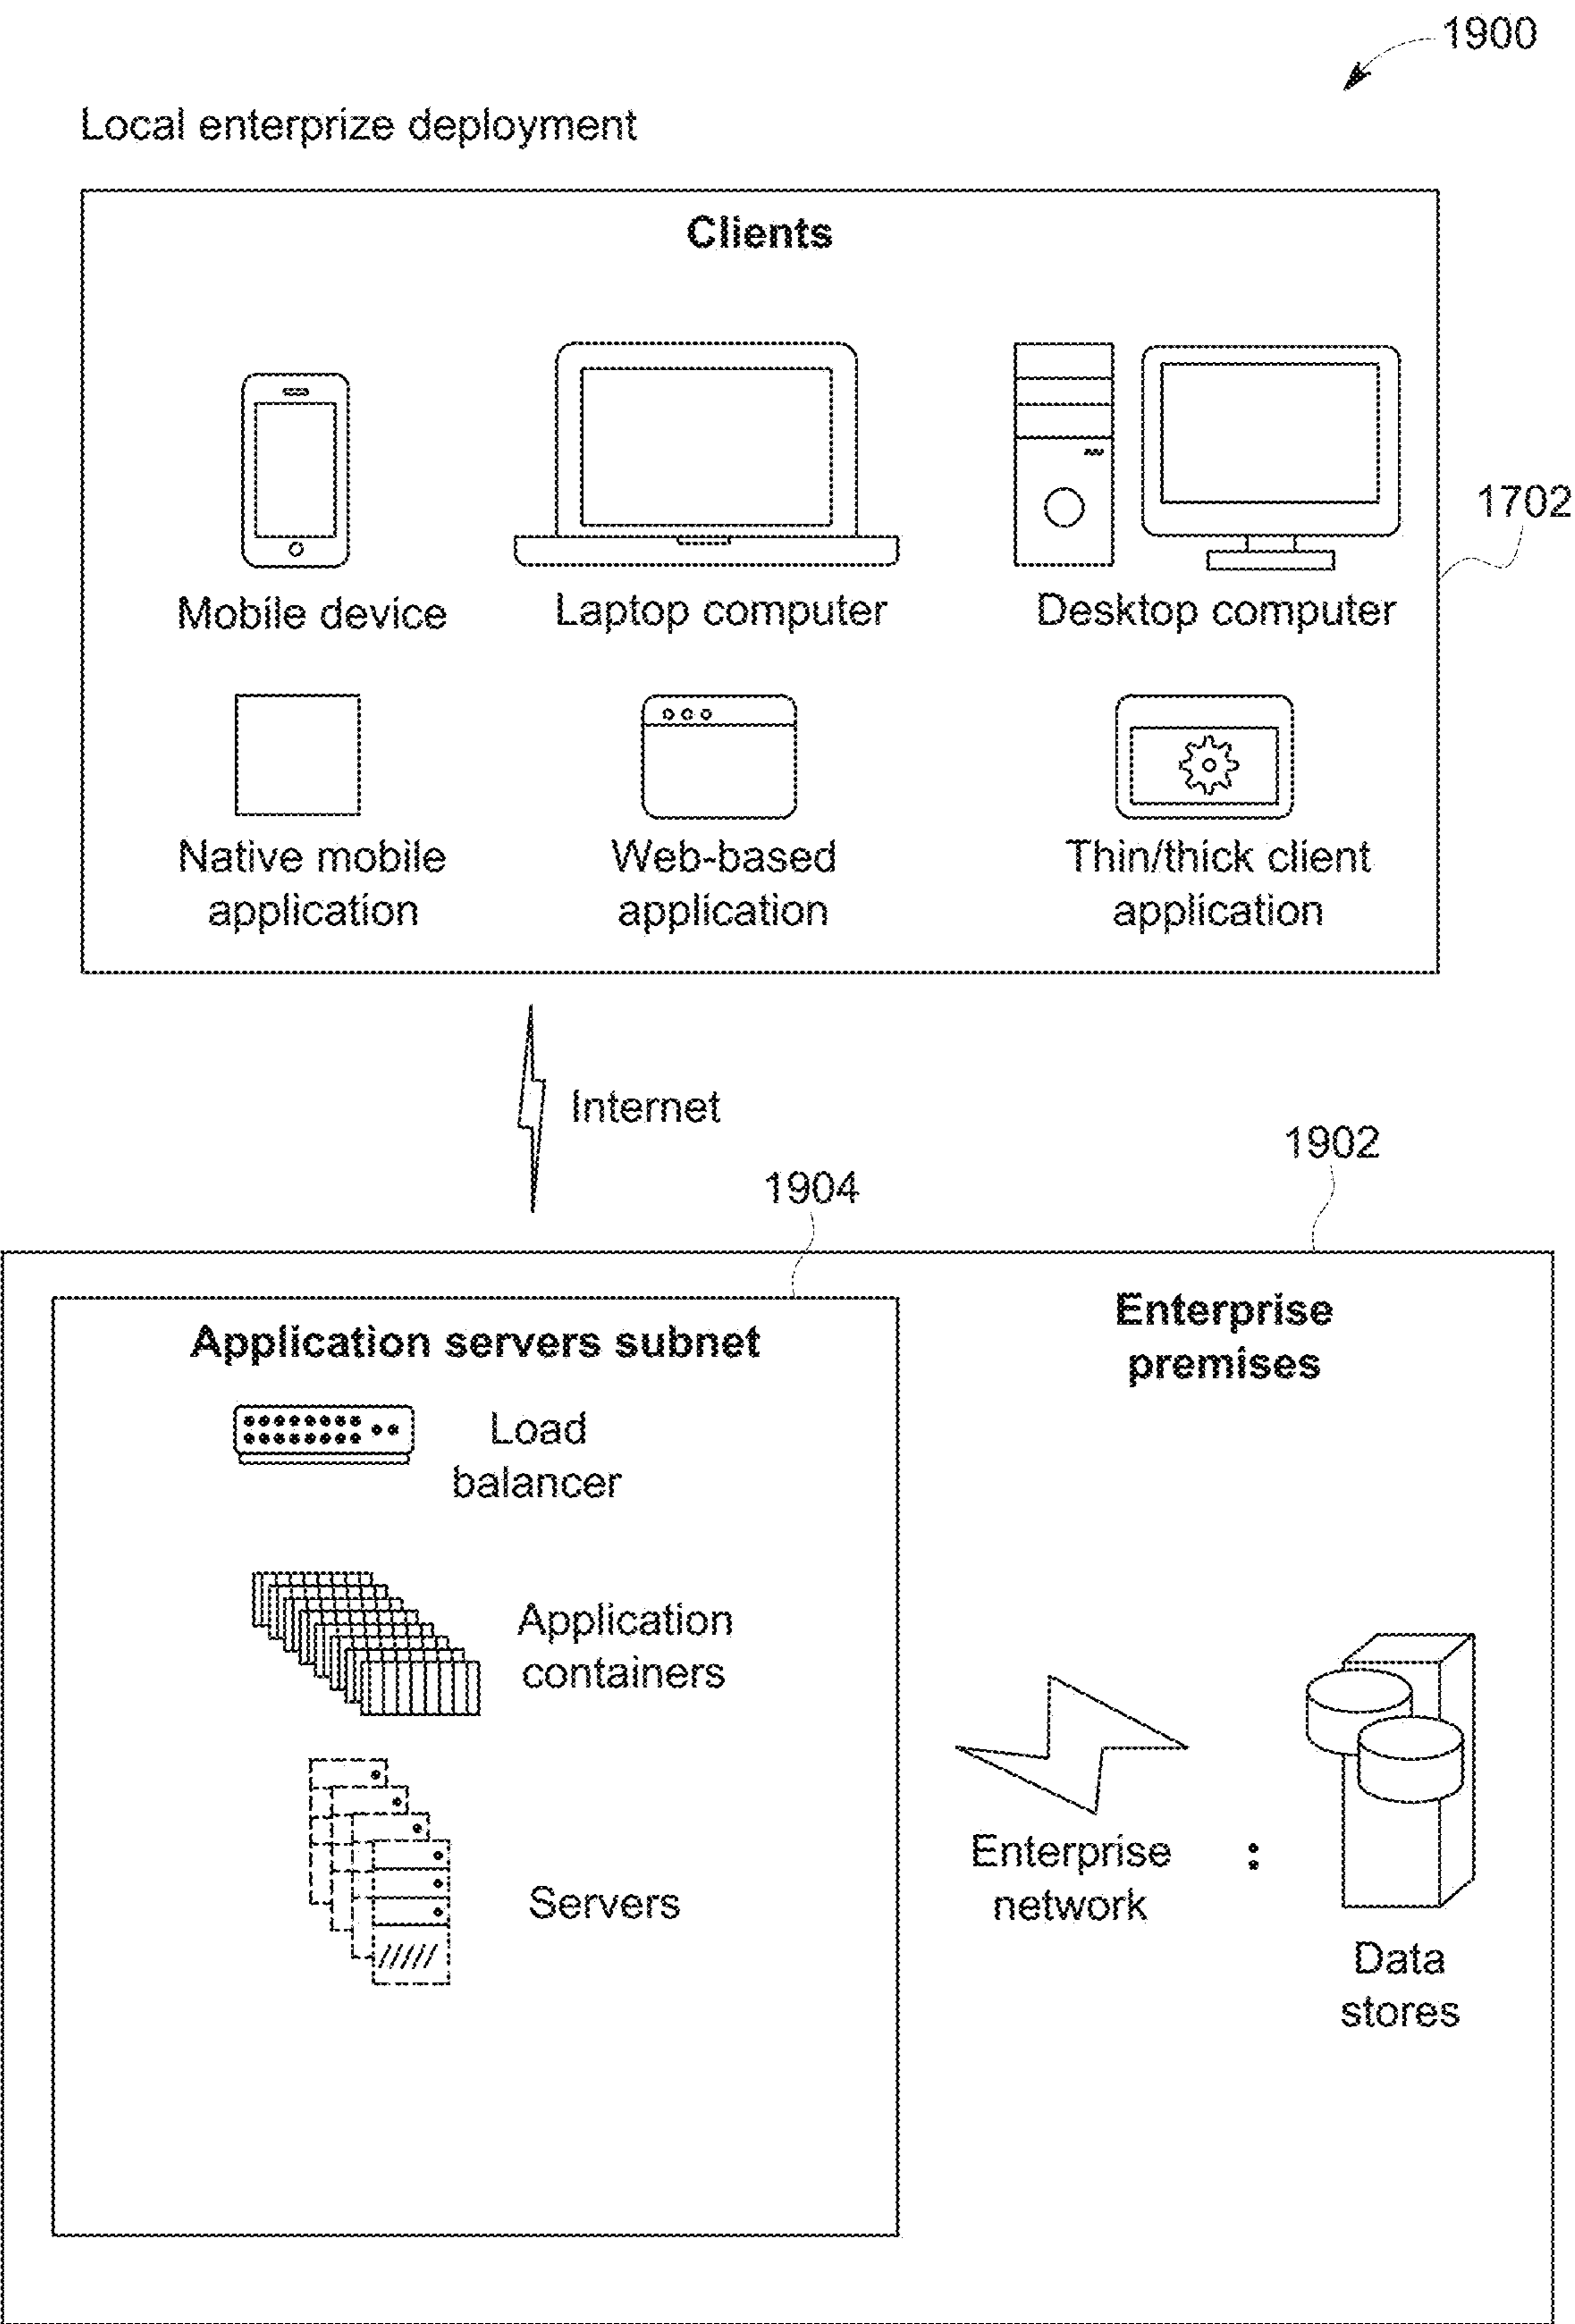 1900
Local enterprize deployment
Clients
1702
Mobile device
Laptop computer
Desktop computer
Native mobile
application
Web-based
application
Thin/thick client
application
Internet
1904
1902
Application servers subnet
Enterprise
premises
Load
balancer
Application
containers
Servers
Enterprise
network
:
Data
stores